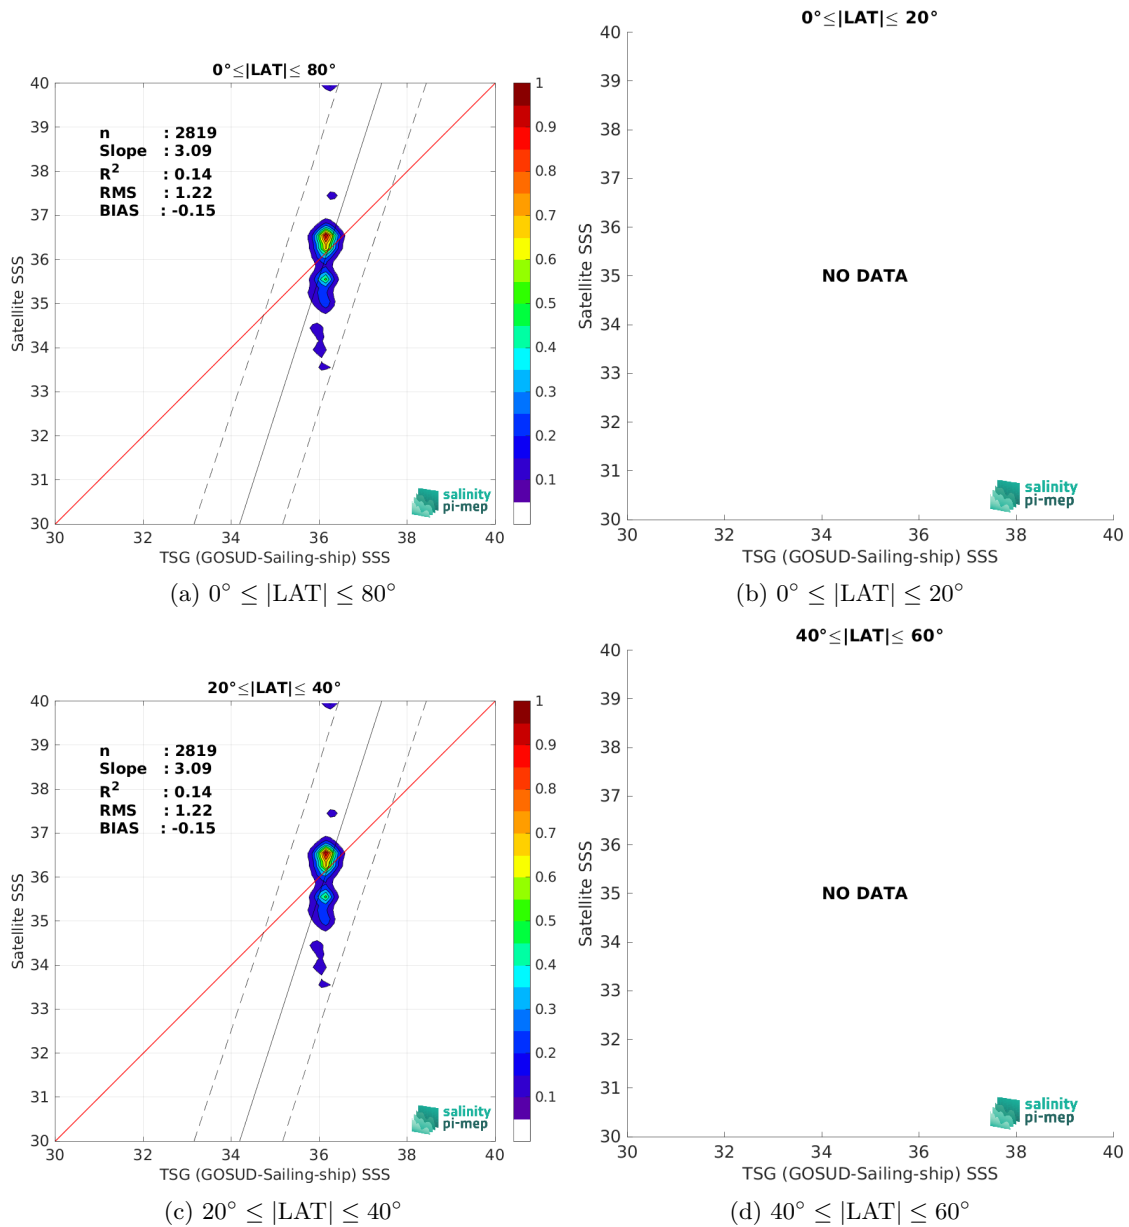 0°≤|LAT|≤ 80°
40
39
38
37
36
35
34
33
32
31
30
Satellite SSS
n : 2819
Slope : 3.09
R² : 0.14
RMS : 1.22
BIAS : -0.15
salinity
pi-mep
30 32 34 36 38 40
TSG (GOSUD-Sailing-ship) SSS
1
0.9
0.8
0.7
0.6
0.5
0.4
0.3
0.2
0.1
(a) 0° ≤ |LAT| ≤ 80°
0°≤|LAT|≤ 20°
40
39
38
37
36
35
34
33
32
31
30
Satellite SSS
NO DATA
salinity
pi-mep
30 32 34 36 38 40
TSG (GOSUD-Sailing-ship) SSS
(b) 0° ≤ |LAT| ≤ 20°
20°≤|LAT|≤ 40°
40
39
38
37
36
35
34
33
32
31
30
Satellite SSS
n : 2819
Slope : 3.09
R² : 0.14
RMS : 1.22
BIAS : -0.15
salinity
pi-mep
30 32 34 36 38 40
TSG (GOSUD-Sailing-ship) SSS
1
0.9
0.8
0.7
0.6
0.5
0.4
0.3
0.2
0.1
(c) 20° ≤ |LAT| ≤ 40°
40°≤|LAT|≤ 60°
40
39
38
37
36
35
34
33
32
31
30
Satellite SSS
NO DATA
salinity
pi-mep
30 32 34 36 38 40
TSG (GOSUD-Sailing-ship) SSS
(d) 40° ≤ |LAT| ≤ 60°